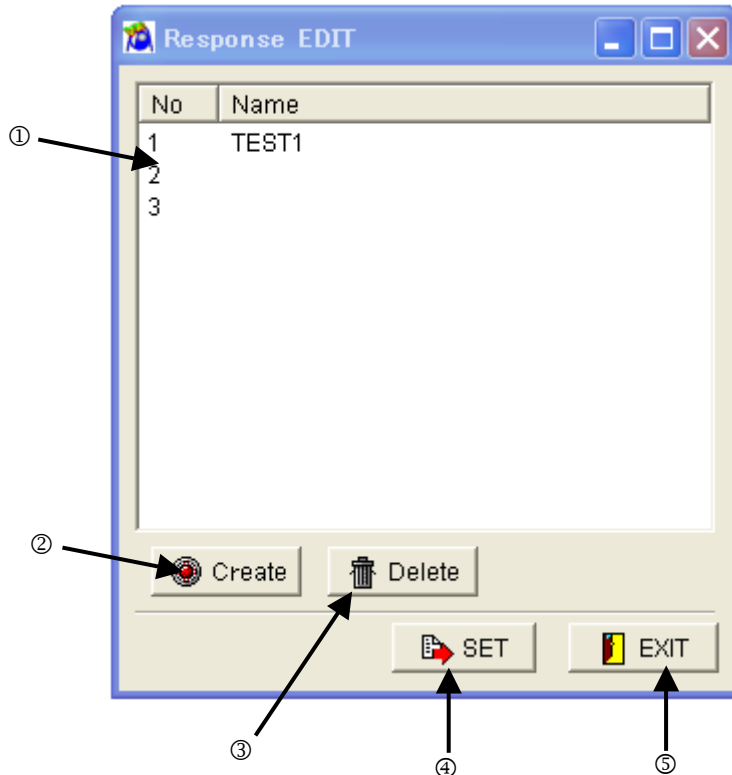 Response EDIT
No Name
① 1 TEST1
2
3
② Create Delete
SET EXIT
③ ④ ⑤